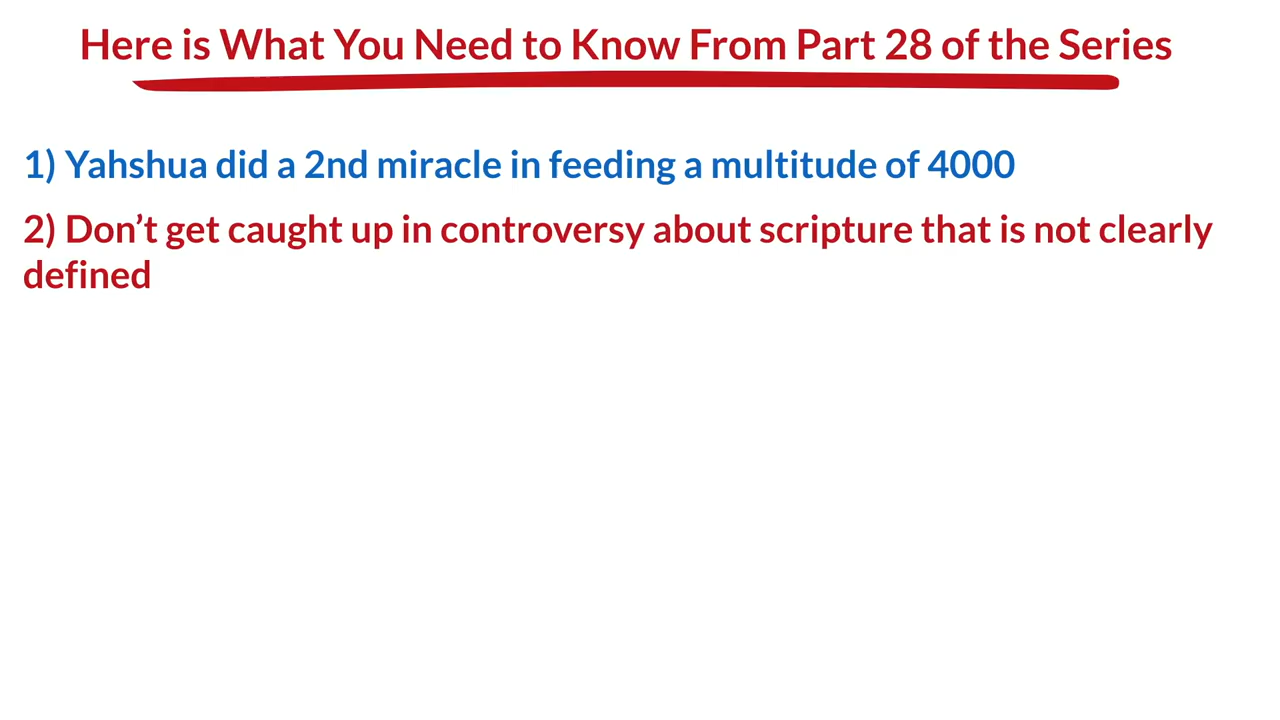 Here is What You Need to Know From Part 28 of the Series
1) Yahshua did a 2nd miracle in feeding a multitude of 4000
2) Don’t get caught up in controversy about scripture that is not clearly
defined